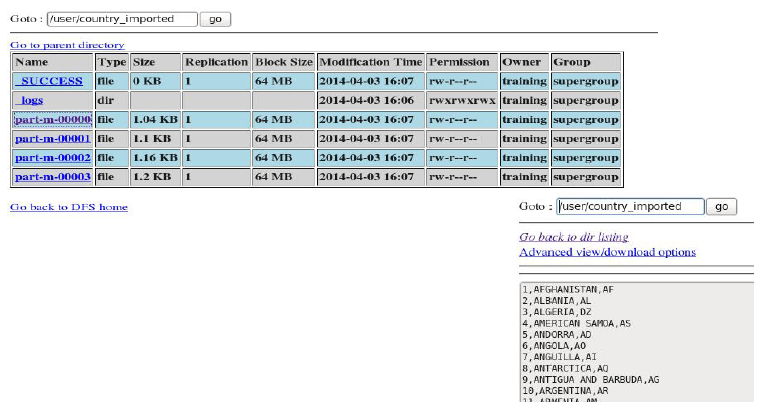 Goto : /user/country_imported go
Go to parent directory
Name Type Size Replication Block Size Modification Time Permission Owner Group
_SUCCESS file 0 KB 1 64 MB 2014-04-03 16:07 rw-r--r-- training supergroup
_logs dir 2014-04-03 16:06 rwxrwxrwx training supergroup
part-m-00000 file 1.04 KB 1 64 MB 2014-04-03 16:07 rw-r--r-- training supergroup
part-m-00001 file 1.1 KB 1 64 MB 2014-04-03 16:07 rw-r--r-- training supergroup
part-m-00002 file 1.16 KB 1 64 MB 2014-04-03 16:07 rw-r--r-- training supergroup
part-m-00003 file 1.2 KB 1 64 MB 2014-04-03 16:07 rw-r--r-- training supergroup
Go back to DFS home
Goto : /user/country_imported go
Go back to dir listing
Advanced view/download options
1,AFGHANISTAN,AF
2,ALBANIA,AL
3,ALGERIA,DZ
4,AMERICAN SAMOA,AS
5,ANDORRA,AD
6,ANGOLA,AO
7,ANGUILLA,AI
8,ANTARCTICA,AQ
9,ANTIGUA AND BARBUDA,AG
10,ARGENTINA,AR
11,ARMENIA,AM